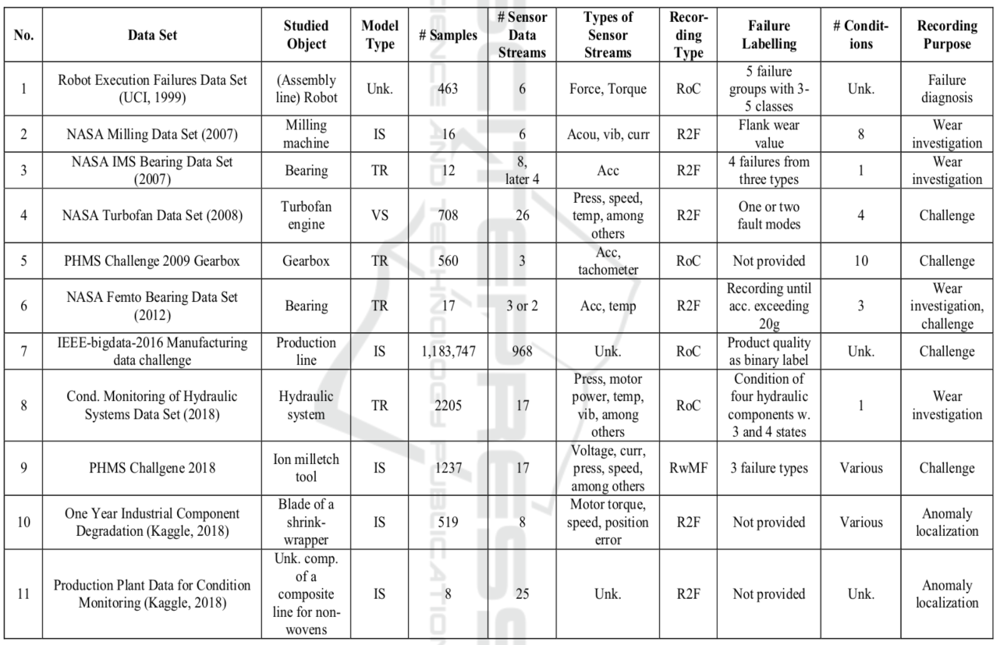 No.
Data Set
Studied
Object
Model
Type
# Samples
# Sensor
Data
Streams
Types of
Sensor
Streams
Recor-
ding
Type
Failure
Labelling
# Condit-
ions
Recording
Purpose
1
Robot Execution Failures Data Set
(UCI, 1999)
(Assembly
line) Robot
Unk.
463
6
Force, Torque
RoC
5 failure
groups with 3-
5 classes
Unk.
Failure
diagnosis
2
NASA Milling Data Set (2007)
Milling
machine
IS
16
6
Acou, vib, curr
R2F
Flank wear
value
8
Wear
investigation
3
NASA IMS Bearing Data Set
(2007)
Bearing
TR
12
8,
later 4
Acc
R2F
4 failures from
three types
1
Wear
investigation
4
NASA Turbofan Data Set (2008)
Turbofan
engine
VS
708
26
Press, speed,
temp, among
others
R2F
One or two
fault modes
4
Challenge
5
PHMS Challenge 2009 Gearbox
Gearbox
TR
560
3
Acc,
tachometer
RoC
Not provided
10
Challenge
6
NASA Femto Bearing Data Set
(2012)
Bearing
TR
17
3 or 2
Acc, temp
R2F
Recording until
acc. exceeding
20g
3
Wear
investigation,
challenge
7
IEEE-bigdata-2016 Manufacturing
data challenge
Production
line
IS
1,183,747
968
Unk.
RoC
Product quality
as binary label
Unk.
Challenge
8
Cond. Monitoring of Hydraulic
Systems Data Set (2018)
Hydraulic
system
TR
2205
17
Press, motor
power, temp,
vib, among
others
RoC
Condition of
four hydraulic
components w.
3 and 4 states
1
Wear
investigation
9
PHMS Challgene 2018
Ion milletch
tool
IS
1237
17
Voltage, curr,
press, speed,
among others
RwMF
3 failure types
Various
Challenge
10
One Year Industrial Component
Degradation (Kaggle, 2018)
Blade of a
shrink-
wrapper
IS
519
8
Motor torque,
speed, position
error
R2F
Not provided
Various
Anomaly
localization
11
Production Plant Data for Condition
Monitoring (Kaggle, 2018)
Unk. comp.
of a
composite
line for non-
wovens
IS
8
25
Unk.
R2F
Not provided
Unk.
Anomaly
localization
SCITEPRESS
IENCE AND TECHNOLOGY PUBLICATION